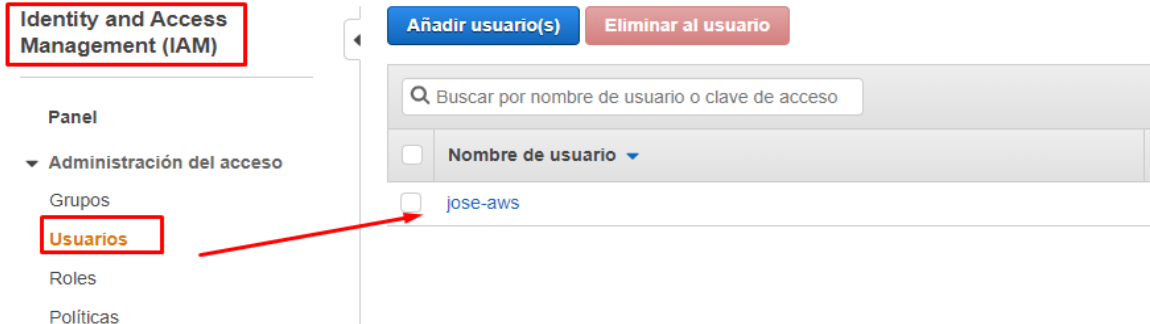 Identity and Access
Management (IAM)
Panel
Administración del acceso
Grupos
Usuarios
Roles
Políticas
Añadir usuario(s)
Eliminar al usuario
Buscar por nombre de usuario o clave de acceso
Nombre de usuario
jose-aws